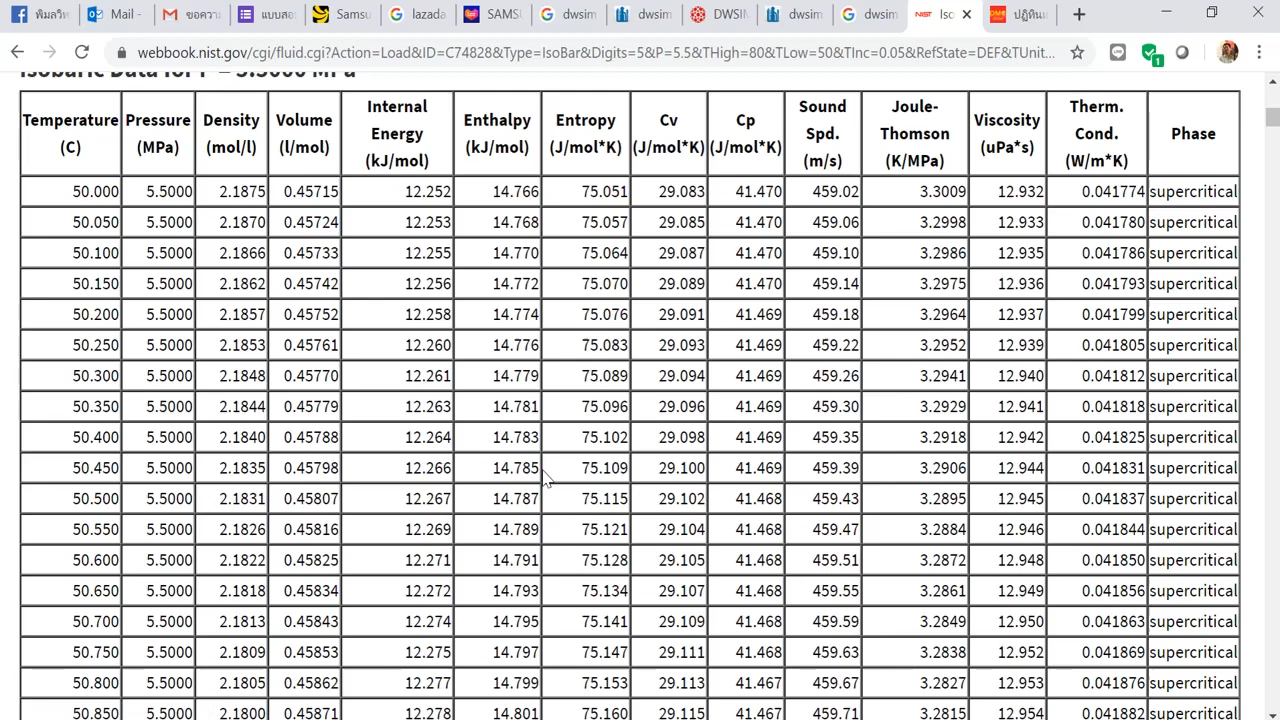 Mail -
ขอความ
แบบสอ
Samsu
lazada
SAMS
dwsim
dwsim
DWSIM
dwsim
dwsim
NIST
webbook.nist.gov/cgi/fluid.cgi?Action=Load&ID=C74828&Type=IsoBar&Digits=5&P=5.5&THigh=80&TLow=50&TInc=0.05&RefState=DEF&TUnit...
1
Isobaric Data for P = 5.5000 MPa
Temperature (C) Pressure (MPa) Density (mol/l) Volume (l/mol) Internal Energy (kJ/mol) Enthalpy (kJ/mol) Entropy (J/mol*K) Cv (J/mol*K) Cp (J/mol*K) Sound Spd. (m/s) Joule-Thomson (K/MPa) Viscosity (uPa*s) Therm. Cond. (W/m*K) Phase
50.000 5.5000 2.1875 0.45715 12.252 14.766 75.051 29.083 41.470 459.02 3.3009 12.932 0.041774 supercritical
50.050 5.5000 2.1870 0.45724 12.253 14.768 75.057 29.085 41.470 459.06 3.2998 12.933 0.041780 supercritical
50.100 5.5000 2.1866 0.45733 12.255 14.770 75.064 29.087 41.470 459.10 3.2986 12.935 0.041786 supercritical
50.150 5.5000 2.1862 0.45742 12.256 14.772 75.070 29.089 41.470 459.14 3.2975 12.936 0.041793 supercritical
50.200 5.5000 2.1857 0.45752 12.258 14.774 75.076 29.091 41.469 459.18 3.2964 12.937 0.041799 supercritical
50.250 5.5000 2.1853 0.45761 12.260 14.776 75.083 29.093 41.469 459.22 3.2952 12.939 0.041805 supercritical
50.300 5.5000 2.1848 0.45770 12.261 14.779 75.089 29.094 41.469 459.26 3.2941 12.940 0.041812 supercritical
50.350 5.5000 2.1844 0.45779 12.263 14.781 75.096 29.096 41.469 459.30 3.2929 12.941 0.041818 supercritical
50.400 5.5000 2.1840 0.45788 12.264 14.783 75.102 29.098 41.469 459.35 3.2918 12.942 0.041825 supercritical
50.450 5.5000 2.1835 0.45798 12.266 14.785 75.109 29.100 41.469 459.39 3.2906 12.944 0.041831 supercritical
50.500 5.5000 2.1831 0.45807 12.267 14.787 75.115 29.102 41.468 459.43 3.2895 12.945 0.041837 supercritical
50.550 5.5000 2.1826 0.45816 12.269 14.789 75.121 29.104 41.468 459.47 3.2884 12.946 0.041844 supercritical
50.600 5.5000 2.1822 0.45825 12.271 14.791 75.128 29.105 41.468 459.51 3.2872 12.948 0.041850 supercritical
50.650 5.5000 2.1818 0.45834 12.272 14.793 75.134 29.107 41.468 459.55 3.2861 12.949 0.041856 supercritical
50.700 5.5000 2.1813 0.45843 12.274 14.795 75.141 29.109 41.468 459.59 3.2849 12.950 0.041863 supercritical
50.750 5.5000 2.1809 0.45853 12.275 14.797 75.147 29.111 41.468 459.63 3.2838 12.952 0.041869 supercritical
50.800 5.5000 2.1805 0.45862 12.277 14.799 75.153 29.113 41.467 459.67 3.2827 12.953 0.041876 supercritical
50.850 5.5000 2.1800 0.45871 12.278 14.801 75.160 29.115 41.467 459.71 3.2815 12.954 0.041882 supercritical